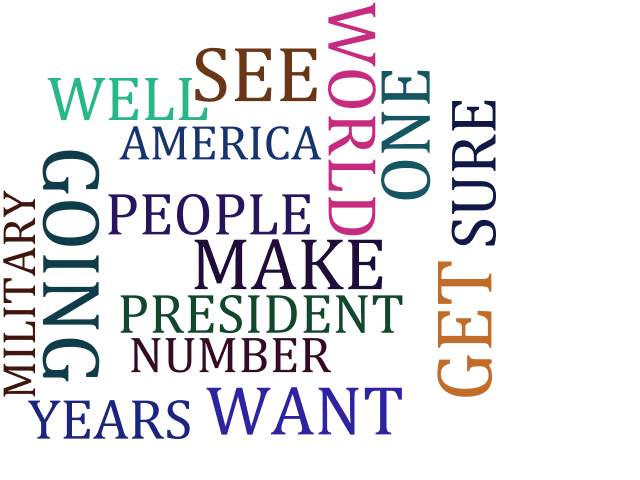 SEE
WORLD
WELL
ONE
SURE
AMERICA
GOING
MILITARY
PEOPLE
MAKE
GET
PRESIDENT
NUMBER
WANT
YEARS